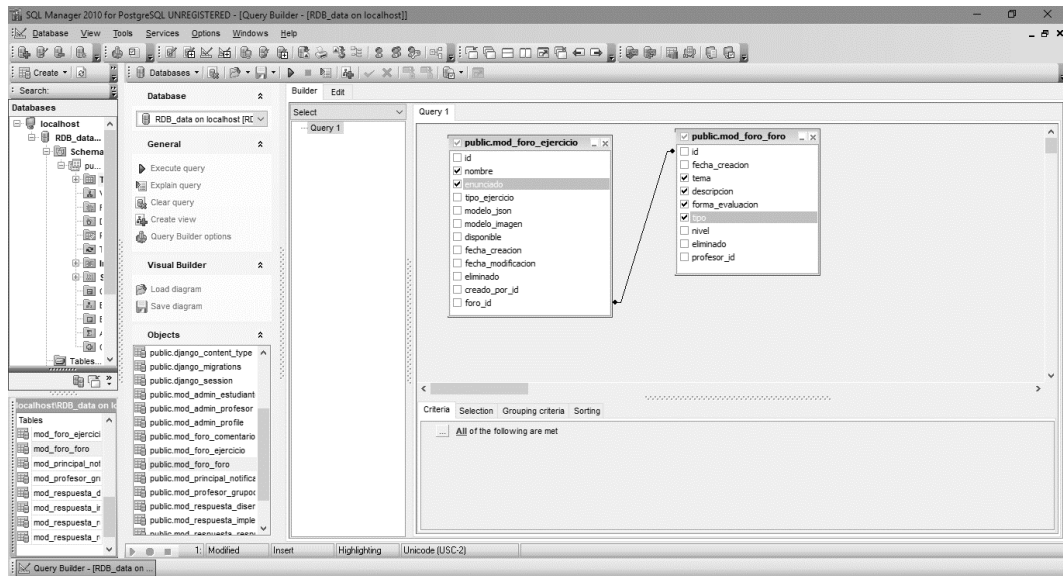 SQL Manager 2010 for PostgreSQL UNREGISTERED - [Query Builder - [RDB_data on localhost]]
Database View Tools Services Options Windows Help
Create
Databases
Search:
Databases
localhost
RDB_data...
Schema
pu...
Tables...
localhost\RDB_data on lo
Tables
mod_foro_ejercici
mod_foro_foro
mod_principal_not
mod_profesor_gr
mod_respuesta_d
mod_respuesta_ir
mod_respuesta_r
mod_respuesta_r
Database
RDB_data on localhost [RD
General
Execute query
Explain query
Clear query
Create view
Query Builder options
Visual Builder
Load diagram
Save diagram
Objects
public.django_content_type
public.django_migrations
public.django_session
public.mod_admin_estudiant
public.mod_admin_profesor
public.mod_admin_profile
public.mod_foro_comentario
public.mod_foro_ejercicio
public.mod_foro_foro
public.mod_principal_notifica
public.mod_profesor_grupoc
public.mod_respuesta_diser
public.mod_respuesta_imple
Builder Edit
Select
Query 1
Query 1
public.mod_foro_ejercicio
id
nombre
enunciado
tipo_ejercicio
modelo_json
modelo_imagen
disponible
fecha_creacion
fecha_modificacion
eliminado
creado_por_id
foro_id
public.mod_foro_foro
id
fecha_creacion
tema
descripcion
forma_evaluacion
tipo
nivel
eliminado
profesor_id
Criteria Selection Grouping criteria Sorting
... All of the following are met
1: Modified Insert Highlighting Unicode (USC-2)
Query Builder - [RDB_data on ...